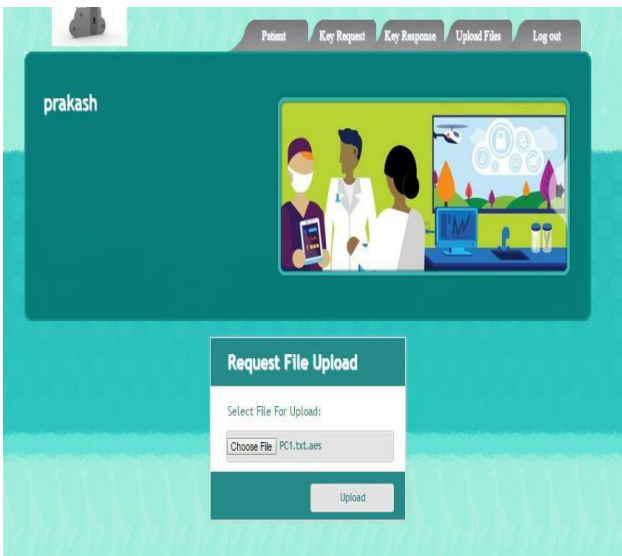 Patient Key Request Key Response Upload Files Log out
prakash
Request File Upload
Select File For Upload:
Choose File PC1.txt.aes
Upload